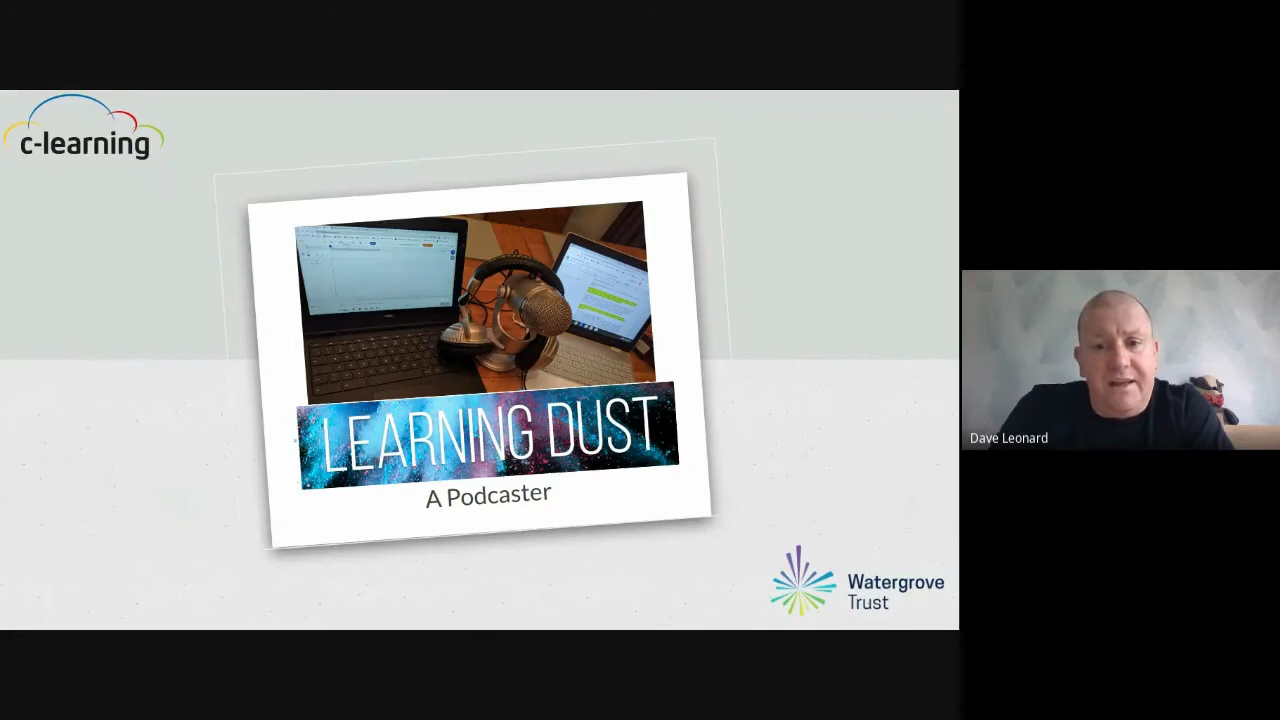 c-learning
LEARNING DUST
A Podcaster
Watergrove
Trust
Dave Leonard